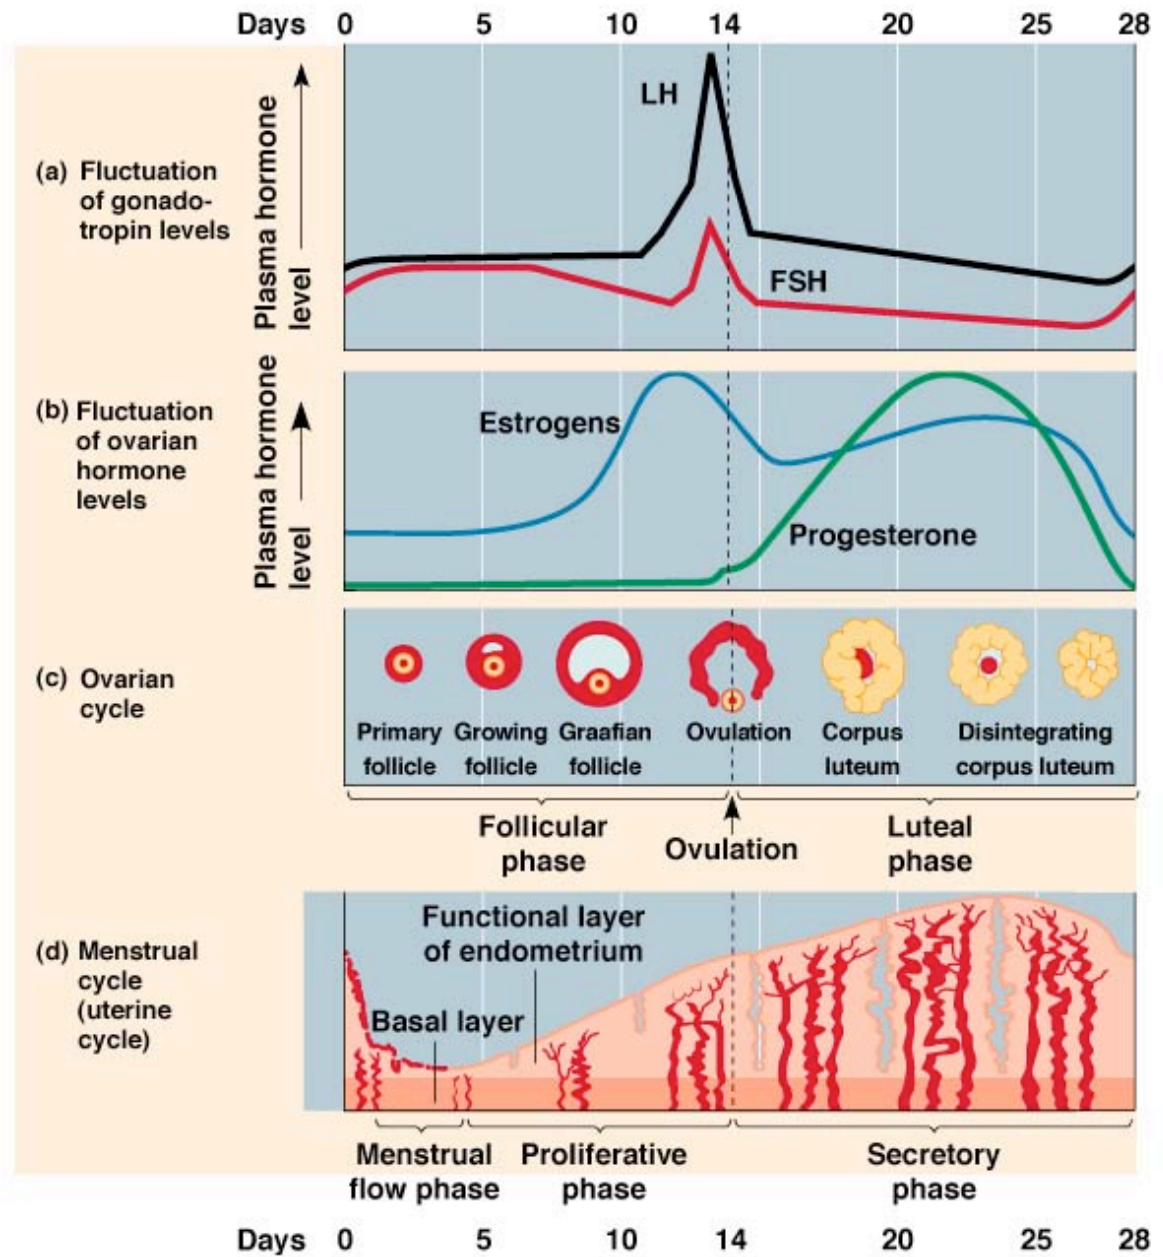 Days 0 5 10 14 20 25 28
LH
(a) Fluctuation
of gonado-
tropin levels
Plasma hormone
level
FSH
(b) Fluctuation
of ovarian
hormone
levels
Plasma hormone
level
Estrogens
Progesterone
(c) Ovarian
cycle
Primary
follicle
Growing
follicle
Graafian
follicle
Ovulation
Corpus
luteum
Disintegrating
corpus luteum
Follicular
phase
Ovulation
Luteal
phase
(d) Menstrual
cycle
(uterine
cycle)
Functional layer
of endometrium
Basal layer
Menstrual
flow phase
Proliferative
phase
Secretory
phase
Days 0 5 10 14 20 25 28